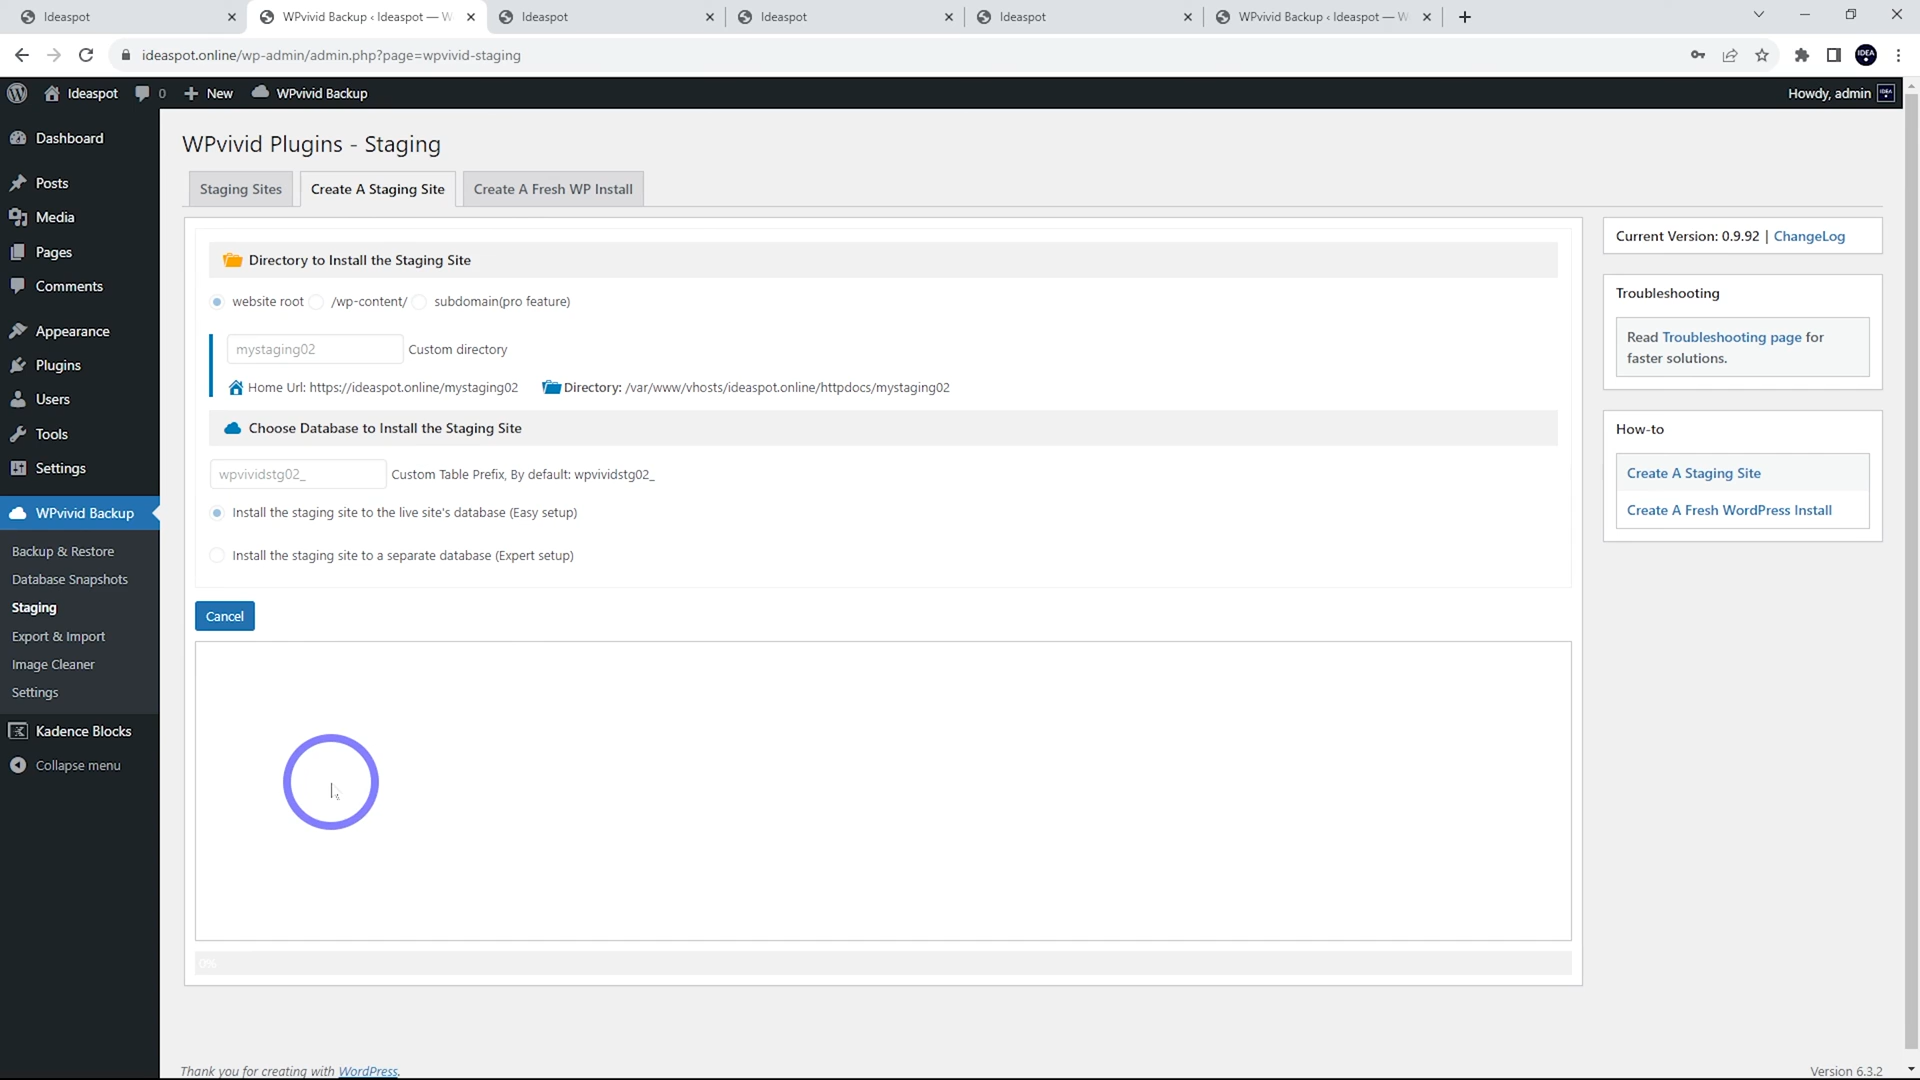 Ideaspot
WPvivid Backup ‹ Ideaspot — W
Ideaspot
Ideaspot
Ideaspot
WPvivid Backup ‹ Ideaspot — W
ideaspot.online/wp-admin/admin.php?page=wpvivid-staging
IDEA
Ideaspot
0
New
WPvivid Backup
Howdy, admin
Dashboard
Posts
Media
Pages
Comments
Appearance
Plugins
Users
Tools
Settings
WPvivid Backup
Backup & Restore
Database Snapshots
Staging
Export & Import
Image Cleaner
Settings
Kadence Blocks
Collapse menu
WPvivid Plugins - Staging
Staging Sites
Create A Staging Site
Create A Fresh WP Install
Directory to Install the Staging Site
website root /wp-content/ subdomain(pro feature)
mystaging02 Custom directory
Home Url: https://ideaspot.online/mystaging02 Directory: /var/www/vhosts/ideaspot.online/httpdocs/mystaging02
Choose Database to Install the Staging Site
wpvividstg02_ Custom Table Prefix, By default: wpvividstg02_
Install the staging site to the live site's database (Easy setup)
Install the staging site to a separate database (Expert setup)
Cancel
0%
Current Version: 0.9.92 | ChangeLog
Troubleshooting
Read Troubleshooting page for
faster solutions.
How-to
Create A Staging Site
Create A Fresh WordPress Install
Thank you for creating with WordPress.
Version 6.3.2